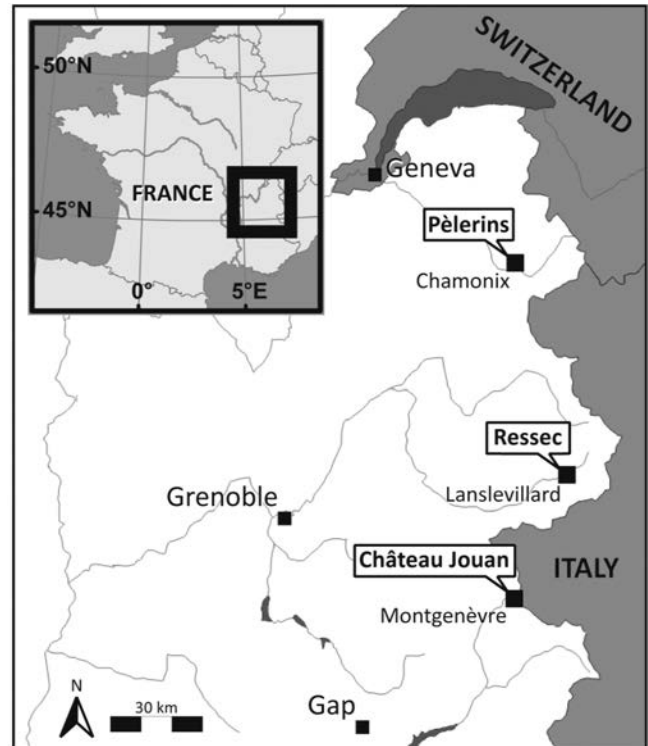 SWITZERLAND
50°N
FRANCE
45°N
0°
5°E
Geneva
Pèlerins
Chamonix
Ressec
Lanslevillard
Grenoble
Château Jouan
ITALY
Montgenèvre
N
30 km
Gap